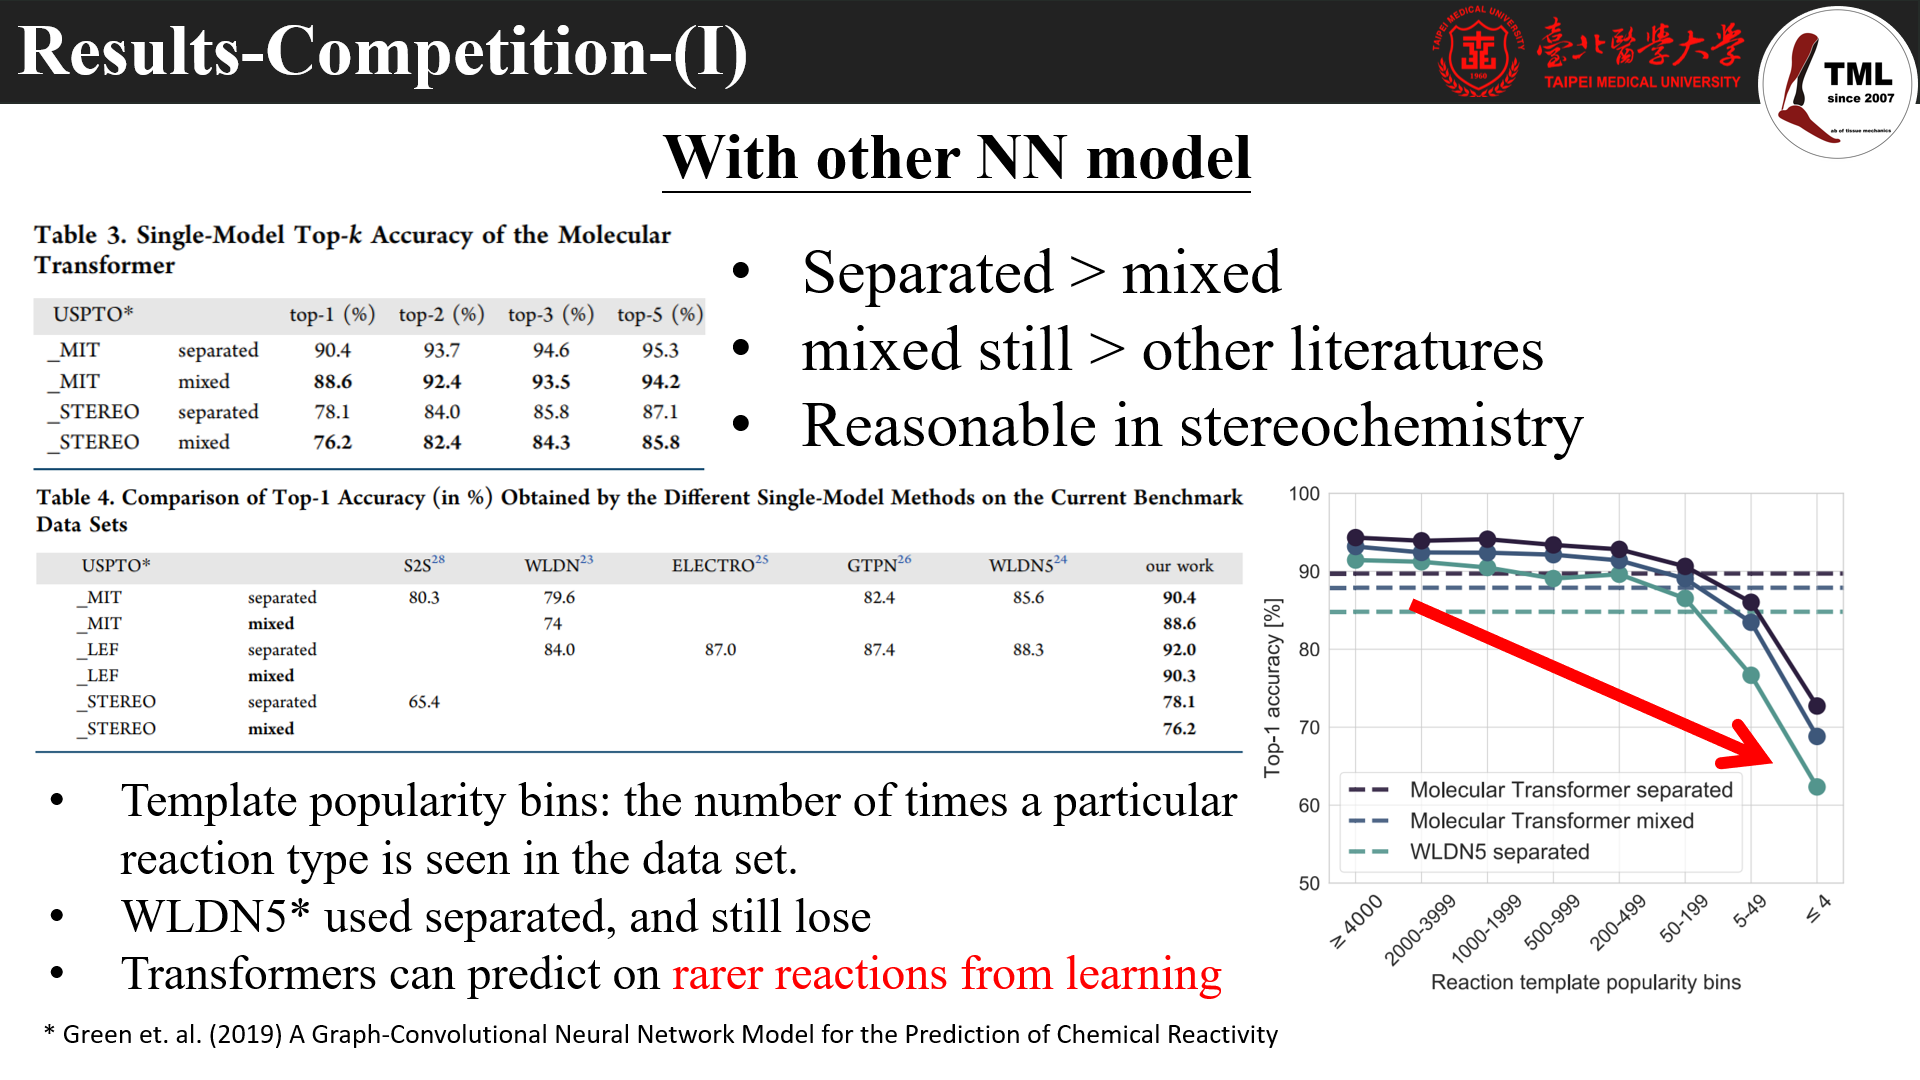 Results-Competition-(I)
TAIPEI MEDICAL UNIVERSITY
1960
臺北醫學大學
TAIPEI MEDICAL UNIVERSITY
TML
since 2007
ab of tissue mechanics
With other NN model
Table 3. Single-Model Top-k Accuracy of the Molecular
Transformer
USPTO* top-1 (%) top-2 (%) top-3 (%) top-5 (%)
_MIT separated 90.4 93.7 94.6 95.3
_MIT mixed 88.6 92.4 93.5 94.2
_STEREO separated 78.1 84.0 85.8 87.1
_STEREO mixed 76.2 82.4 84.3 85.8
• Separated > mixed
• mixed still > other literatures
• Reasonable in stereochemistry
Table 4. Comparison of Top-1 Accuracy (in %) Obtained by the Different Single-Model Methods on the Current Benchmark
Data Sets
USPTO* S2S28 WLDN23 ELECTRO25 GTPN26 WLDN524 our work
_MIT separated 80.3 79.6 82.4 85.6 90.4
_MIT mixed 74 88.6
_LEF separated 84.0 87.0 87.4 88.3 92.0
_LEF mixed 90.3
_STEREO separated 65.4 78.1
_STEREO mixed 76.2
• Template popularity bins: the number of times a particular
reaction type is seen in the data set.
• WLDN5* used separated, and still lose
• Transformers can predict on rarer reactions from learning
100
90
80
70
60
50
Top-1 accuracy [%]
Molecular Transformer separated
Molecular Transformer mixed
WLDN5 separated
≥ 4000 2000-3999 1000-1999 500-999 200-499 50-199 5-49 ≤ 4
Reaction template popularity bins
* Green et. al. (2019) A Graph-Convolutional Neural Network Model for the Prediction of Chemical Reactivity